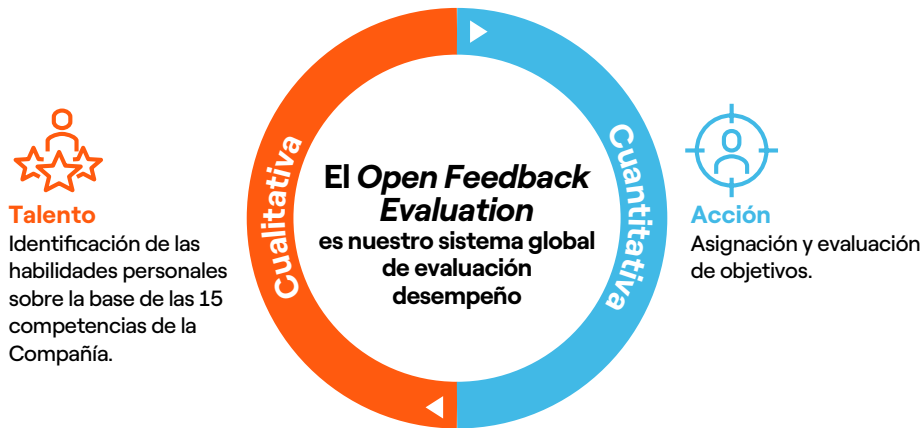 Talento
Identificación de las
habilidades personales
sobre la base de las 15
competencias de la
Compañía.
Cualitativa
El Open Feedback
Evaluation
es nuestro sistema global
de evaluación
desempeño
Cuantitativa
Acción
Asignación y evaluación
de objetivos.